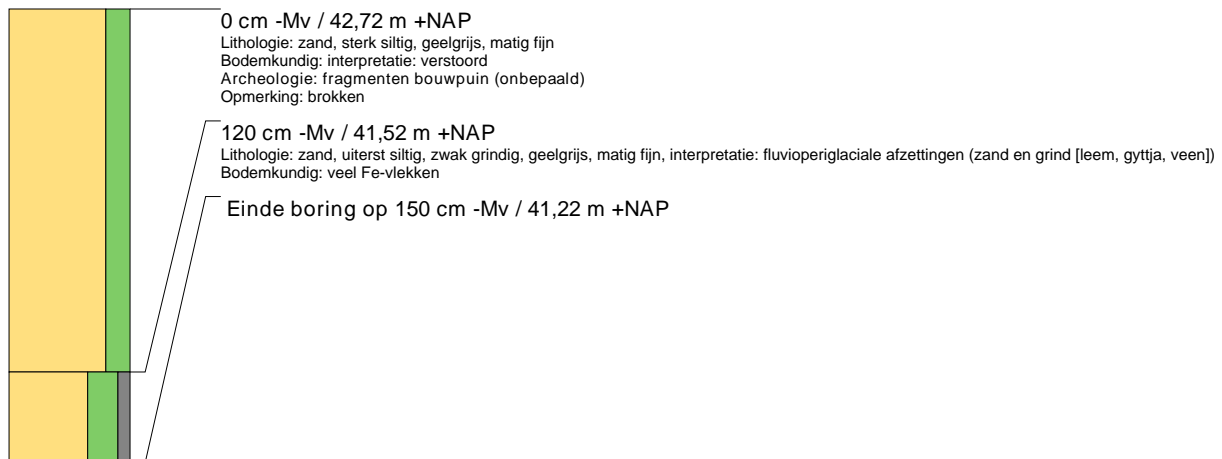 0 cm -Mv / 42,72 m +NAP
Lithologie: zand, sterk siltig, geelgrijs, matig fijn
Bodemkundig: interpretatie: verstoord
Archeologie: fragmenten bouwpuin (onbepaald)
Opmerking: brokken
120 cm -Mv / 41,52 m +NAP
Lithologie: zand, uiterst siltig, zwak grindig, geelgrijs, matig fijn, interpretatie: fluvioperiglaciale afzettingen (zand en grind [leem, gyttja, veen])
Bodemkundig: veel Fe-vlekken
Einde boring op 150 cm -Mv / 41,22 m +NAP